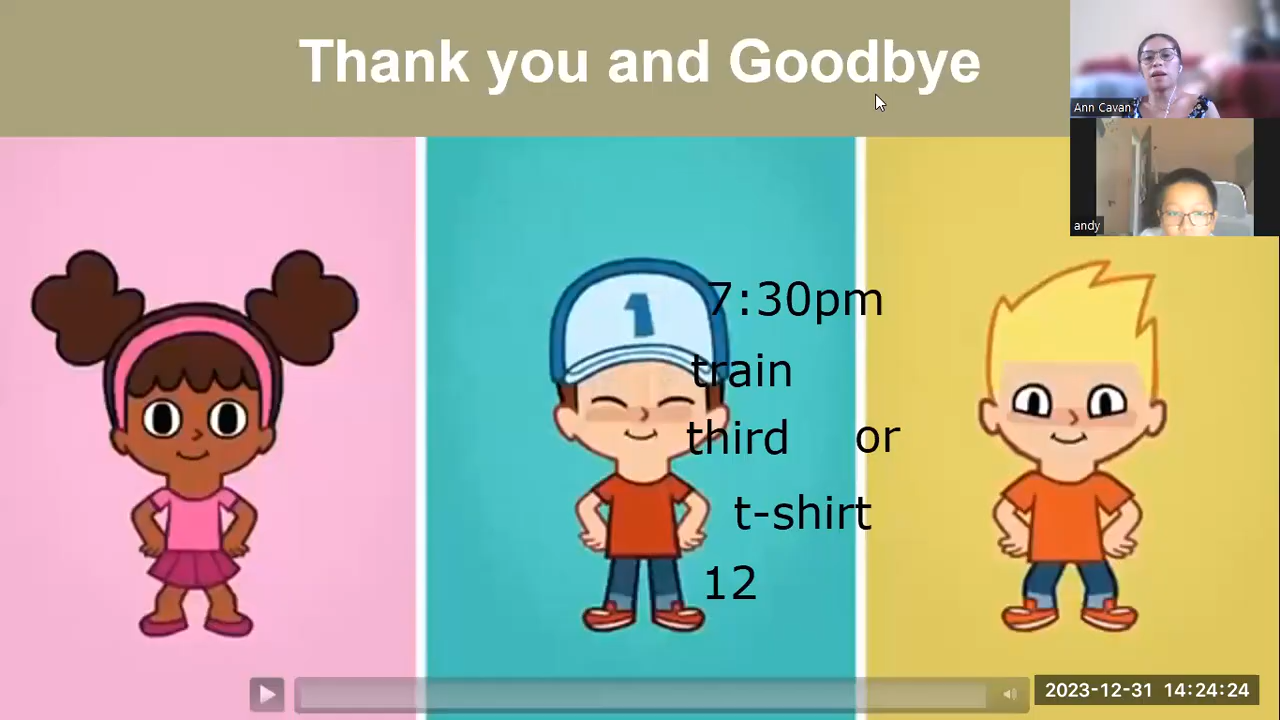 Thank you and Goodbye
Ann Cavan
andy
1
7:30pm
train
third or
t-shirt
12
2023-12-31 14:24:24